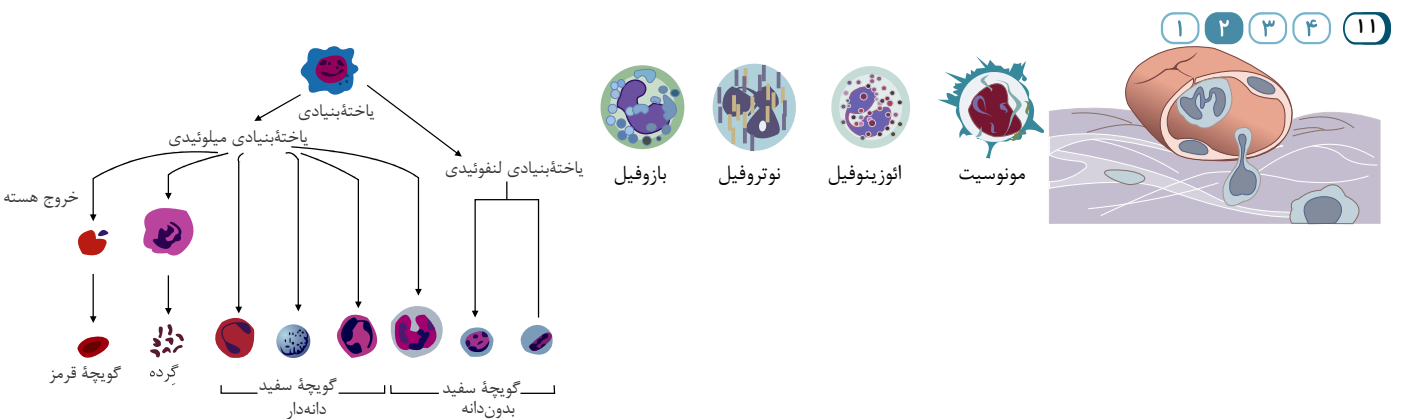 ۱۱ ۱ ۲ ۳ ۴
یاختهٔ‌بنیادی
یاختهٔ‌بنیادی میلوئیدی
یاختهٔ‌بنیادی لنفوئیدی
خروج هسته
مونوسیت
ائوزینوفیل
نوتروفیل
بازوفیل
گویچهٔ قرمز
گِرده
گویچهٔ سفید
دانه‌دار
گویچهٔ سفید
بدون‌دانه